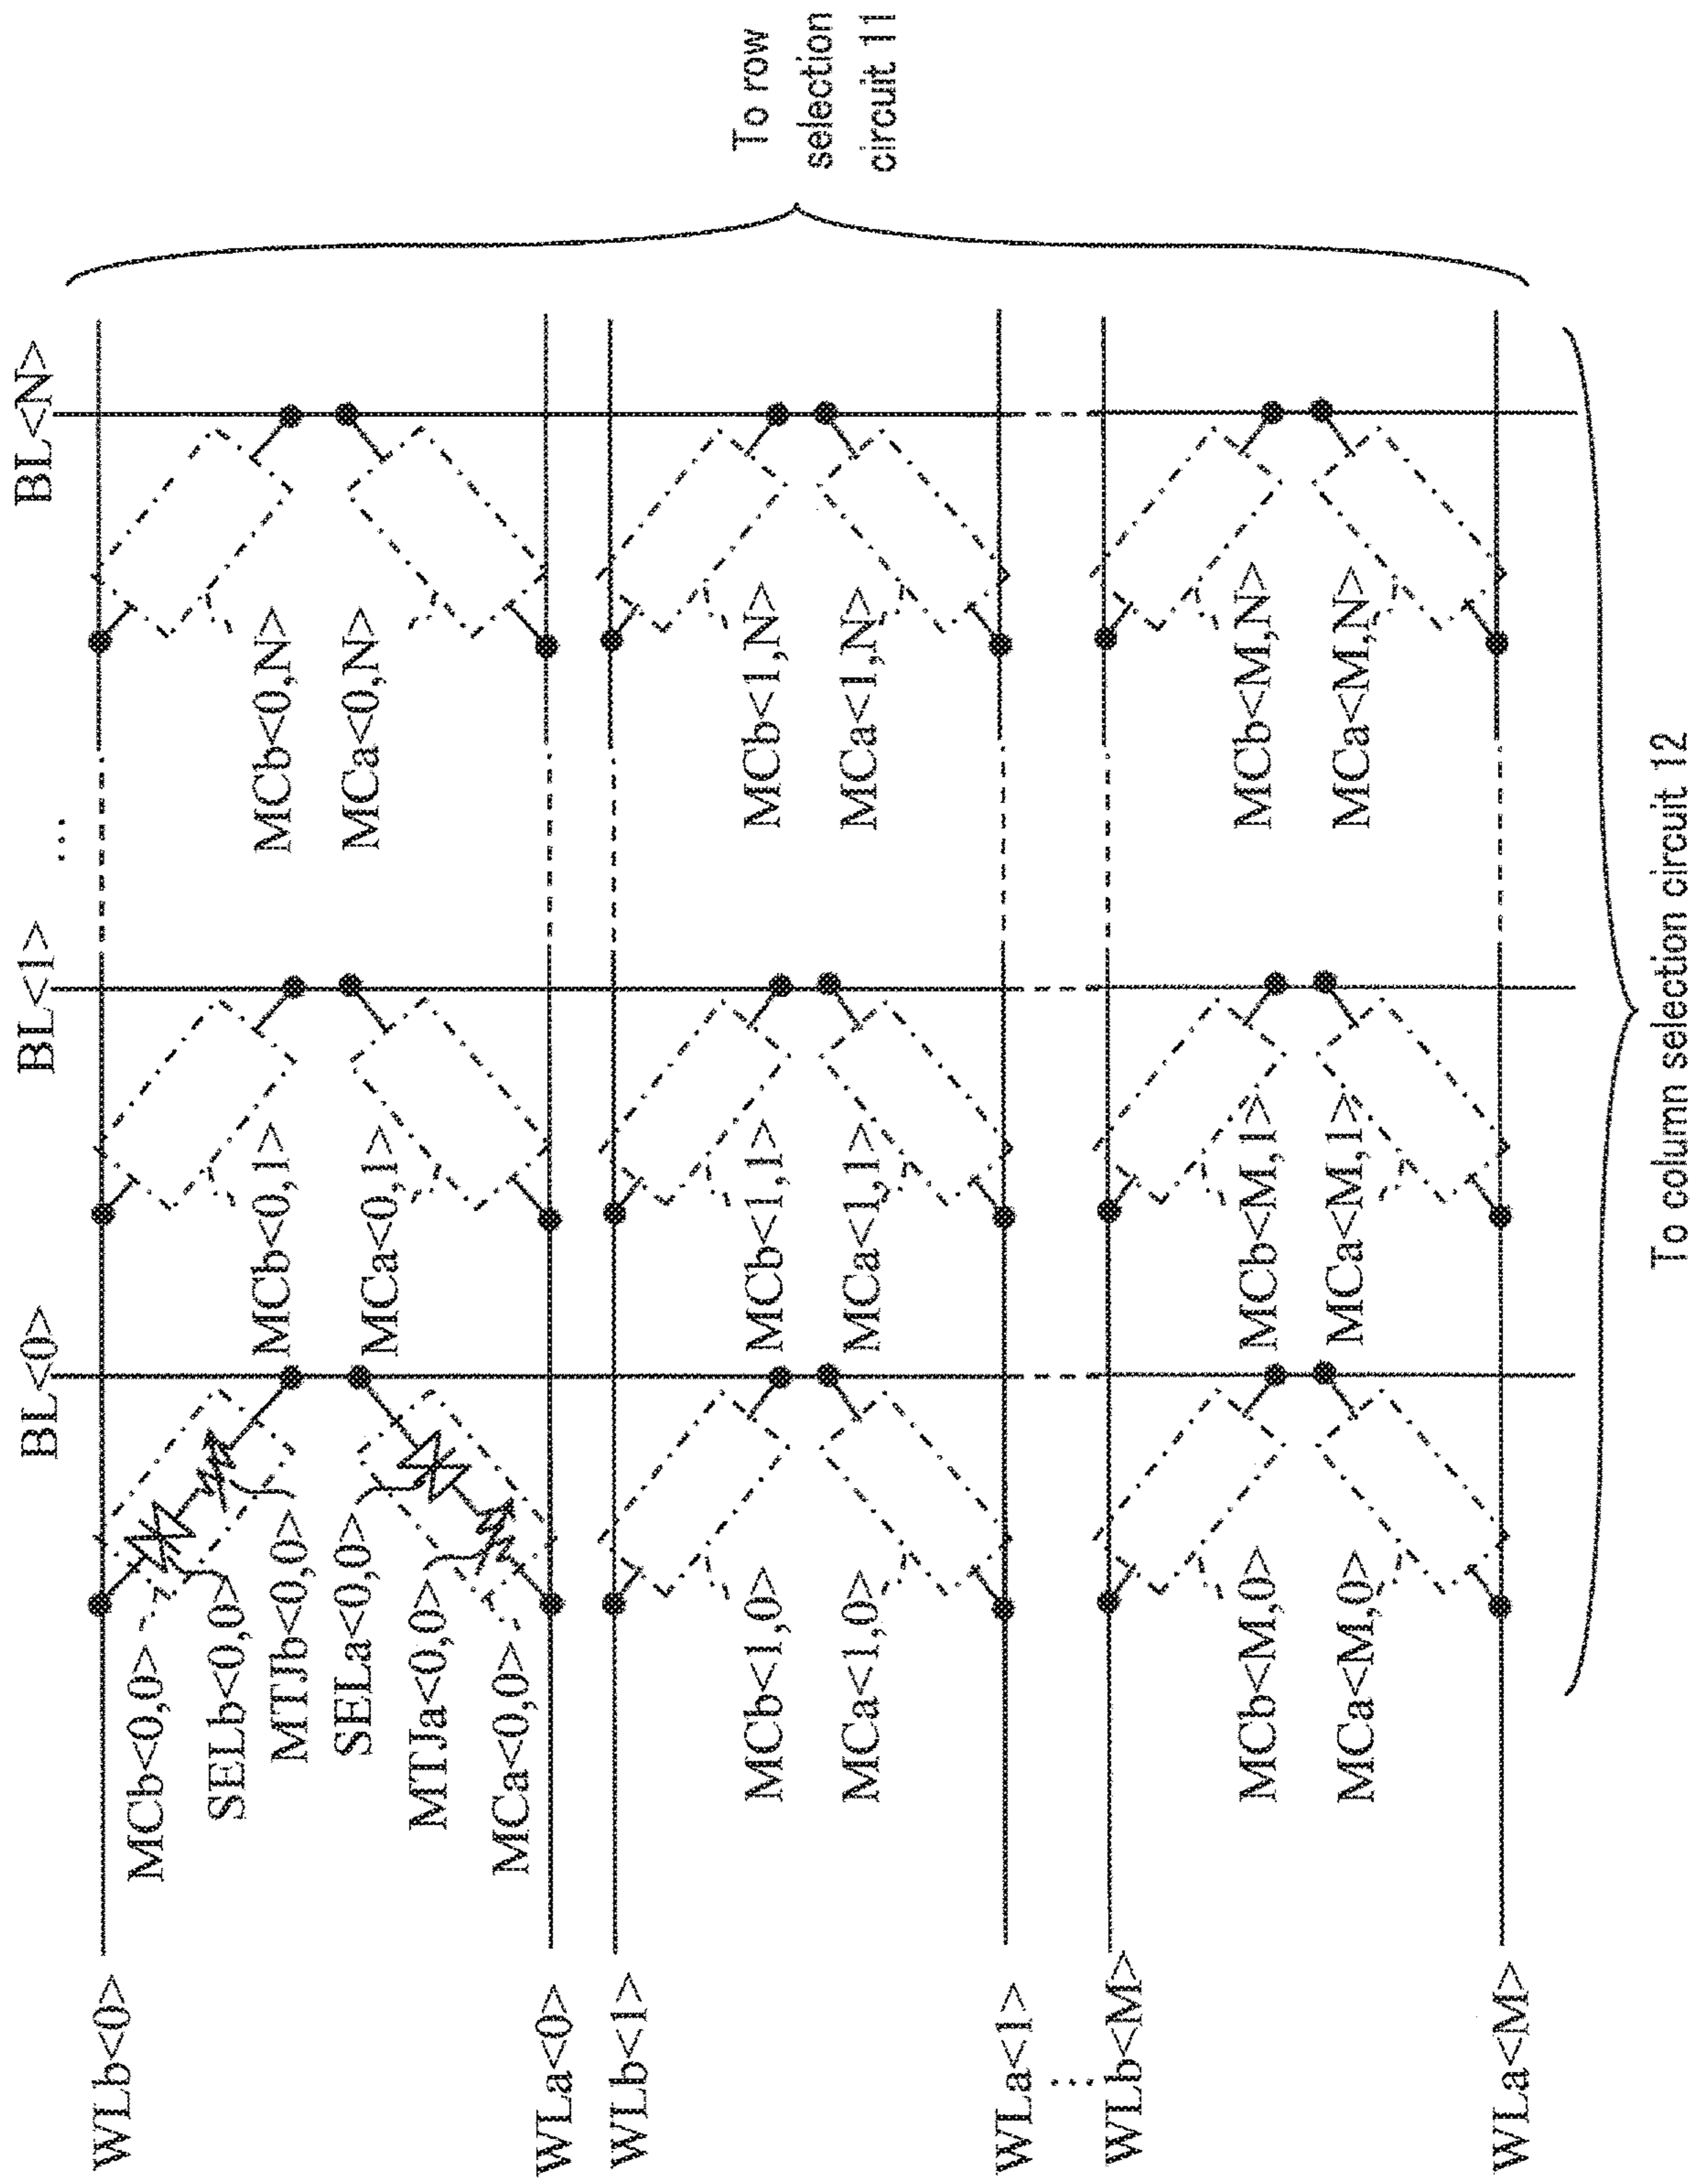 BL<0>
BL<1>
...
BL<N>
WLb<0>
MCb<0,0>
SELb<0,0>
MTJb<0,0>
SELa<0,0>
MTJa<0,0>
MCa<0,0>
MCb<0,1>
MCa<0,1>
MCb<0,N>
MCa<0,N>
WLa<0>
WLb<1>
MCb<1,0>
MCa<1,0>
MCb<1,1>
MCa<1,1>
MCb<1,N>
MCa<1,N>
WLa<1>
...
WLb<M>
MCb<M,0>
MCa<M,0>
MCb<M,1>
MCa<M,1>
MCb<M,N>
MCa<M,N>
WLa<M>
To row
selection
circuit 11
To column selection circuit 12